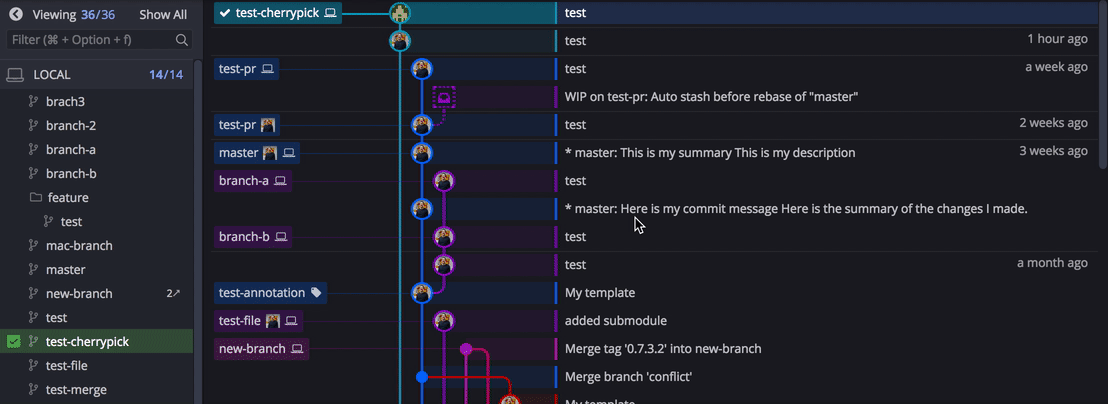 Viewing 36/36 Show All
Filter (⌘ + Option + f)
LOCAL 14/14
brach3
branch-2
branch-a
branch-b
feature
test
mac-branch
master
new-branch 2↗
test
test-cherrypick
test-file
test-merge
test-cherrypick test
test 1 hour ago
test-pr test a week ago
WIP on test-pr: Auto stash before rebase of "master"
test-pr test 2 weeks ago
master * master: This is my summary This is my description 3 weeks ago
branch-a test
* master: Here is my commit message Here is the summary of the changes I made.
branch-b test
test a month ago
test-annotation My template
test-file added submodule
new-branch Merge tag '0.7.3.2' into new-branch
Merge branch 'conflict'
My template